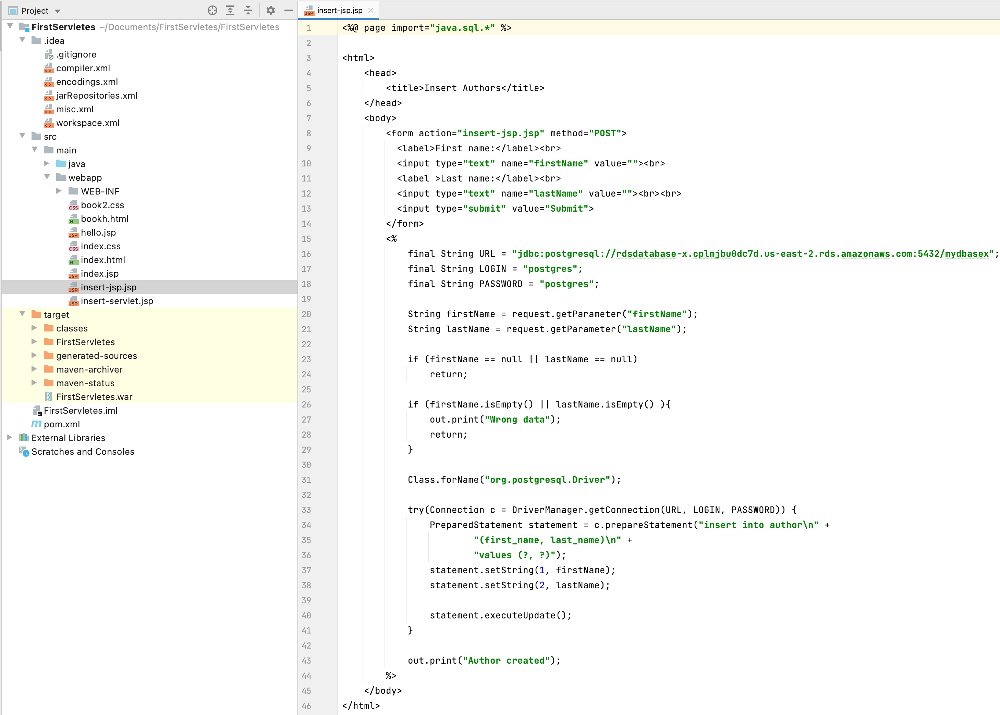 Project
FirstServletes ~/Documents/FirstServletes/FirstServletes
.idea
.gitignore
compiler.xml
encodings.xml
jarRepositories.xml
misc.xml
workspace.xml
src
main
java
webapp
WEB-INF
book2.css
bookh.html
hello.jsp
index.css
index.html
index.jsp
insert-jsp.jsp
insert-servlet.jsp
target
classes
FirstServletes
generated-sources
maven-archiver
maven-status
FirstServletes.war
FirstServletes.iml
pom.xml
External Libraries
Scratches and Consoles
insert-jsp.jsp
1 <%@ page import="java.sql.*" %>
2
3 <html>
4     <head>
5         <title>Insert Authors</title>
6     </head>
7     <body>
8         <form action="insert-jsp.jsp" method="POST">
9           <label>First name:</label><br>
10           <input type="text" name="firstName" value=""><br>
11           <label >Last name:</label><br>
12           <input type="text" name="lastName" value=""><br><br>
13           <input type="submit" value="Submit">
14         </form>
15         <%
16             final String URL = "jdbc:postgresql://rdsdatabase-x.cplmjbu0dc7d.us-east-2.rds.amazonaws.com:5432/mydbasex";
17             final String LOGIN = "postgres";
18             final String PASSWORD = "postgres";
19
20             String firstName = request.getParameter("firstName");
21             String lastName = request.getParameter("lastName");
22
23             if (firstName == null || lastName == null)
24                 return;
25
26             if (firstName.isEmpty() || lastName.isEmpty() ){
27                 out.print("Wrong data");
28                 return;
29             }
30
31             Class.forName("org.postgresql.Driver");
32
33             try(Connection c = DriverManager.getConnection(URL, LOGIN, PASSWORD)) {
34                 PreparedStatement statement = c.prepareStatement("insert into author\n" +
35                         "(first_name, last_name)\n" +
36                         "values (?, ?)");
37                 statement.setString(1, firstName);
38                 statement.setString(2, lastName);
39
40                 statement.executeUpdate();
41             }
42
43             out.print("Author created");
44         %>
45     </body>
46 </html>